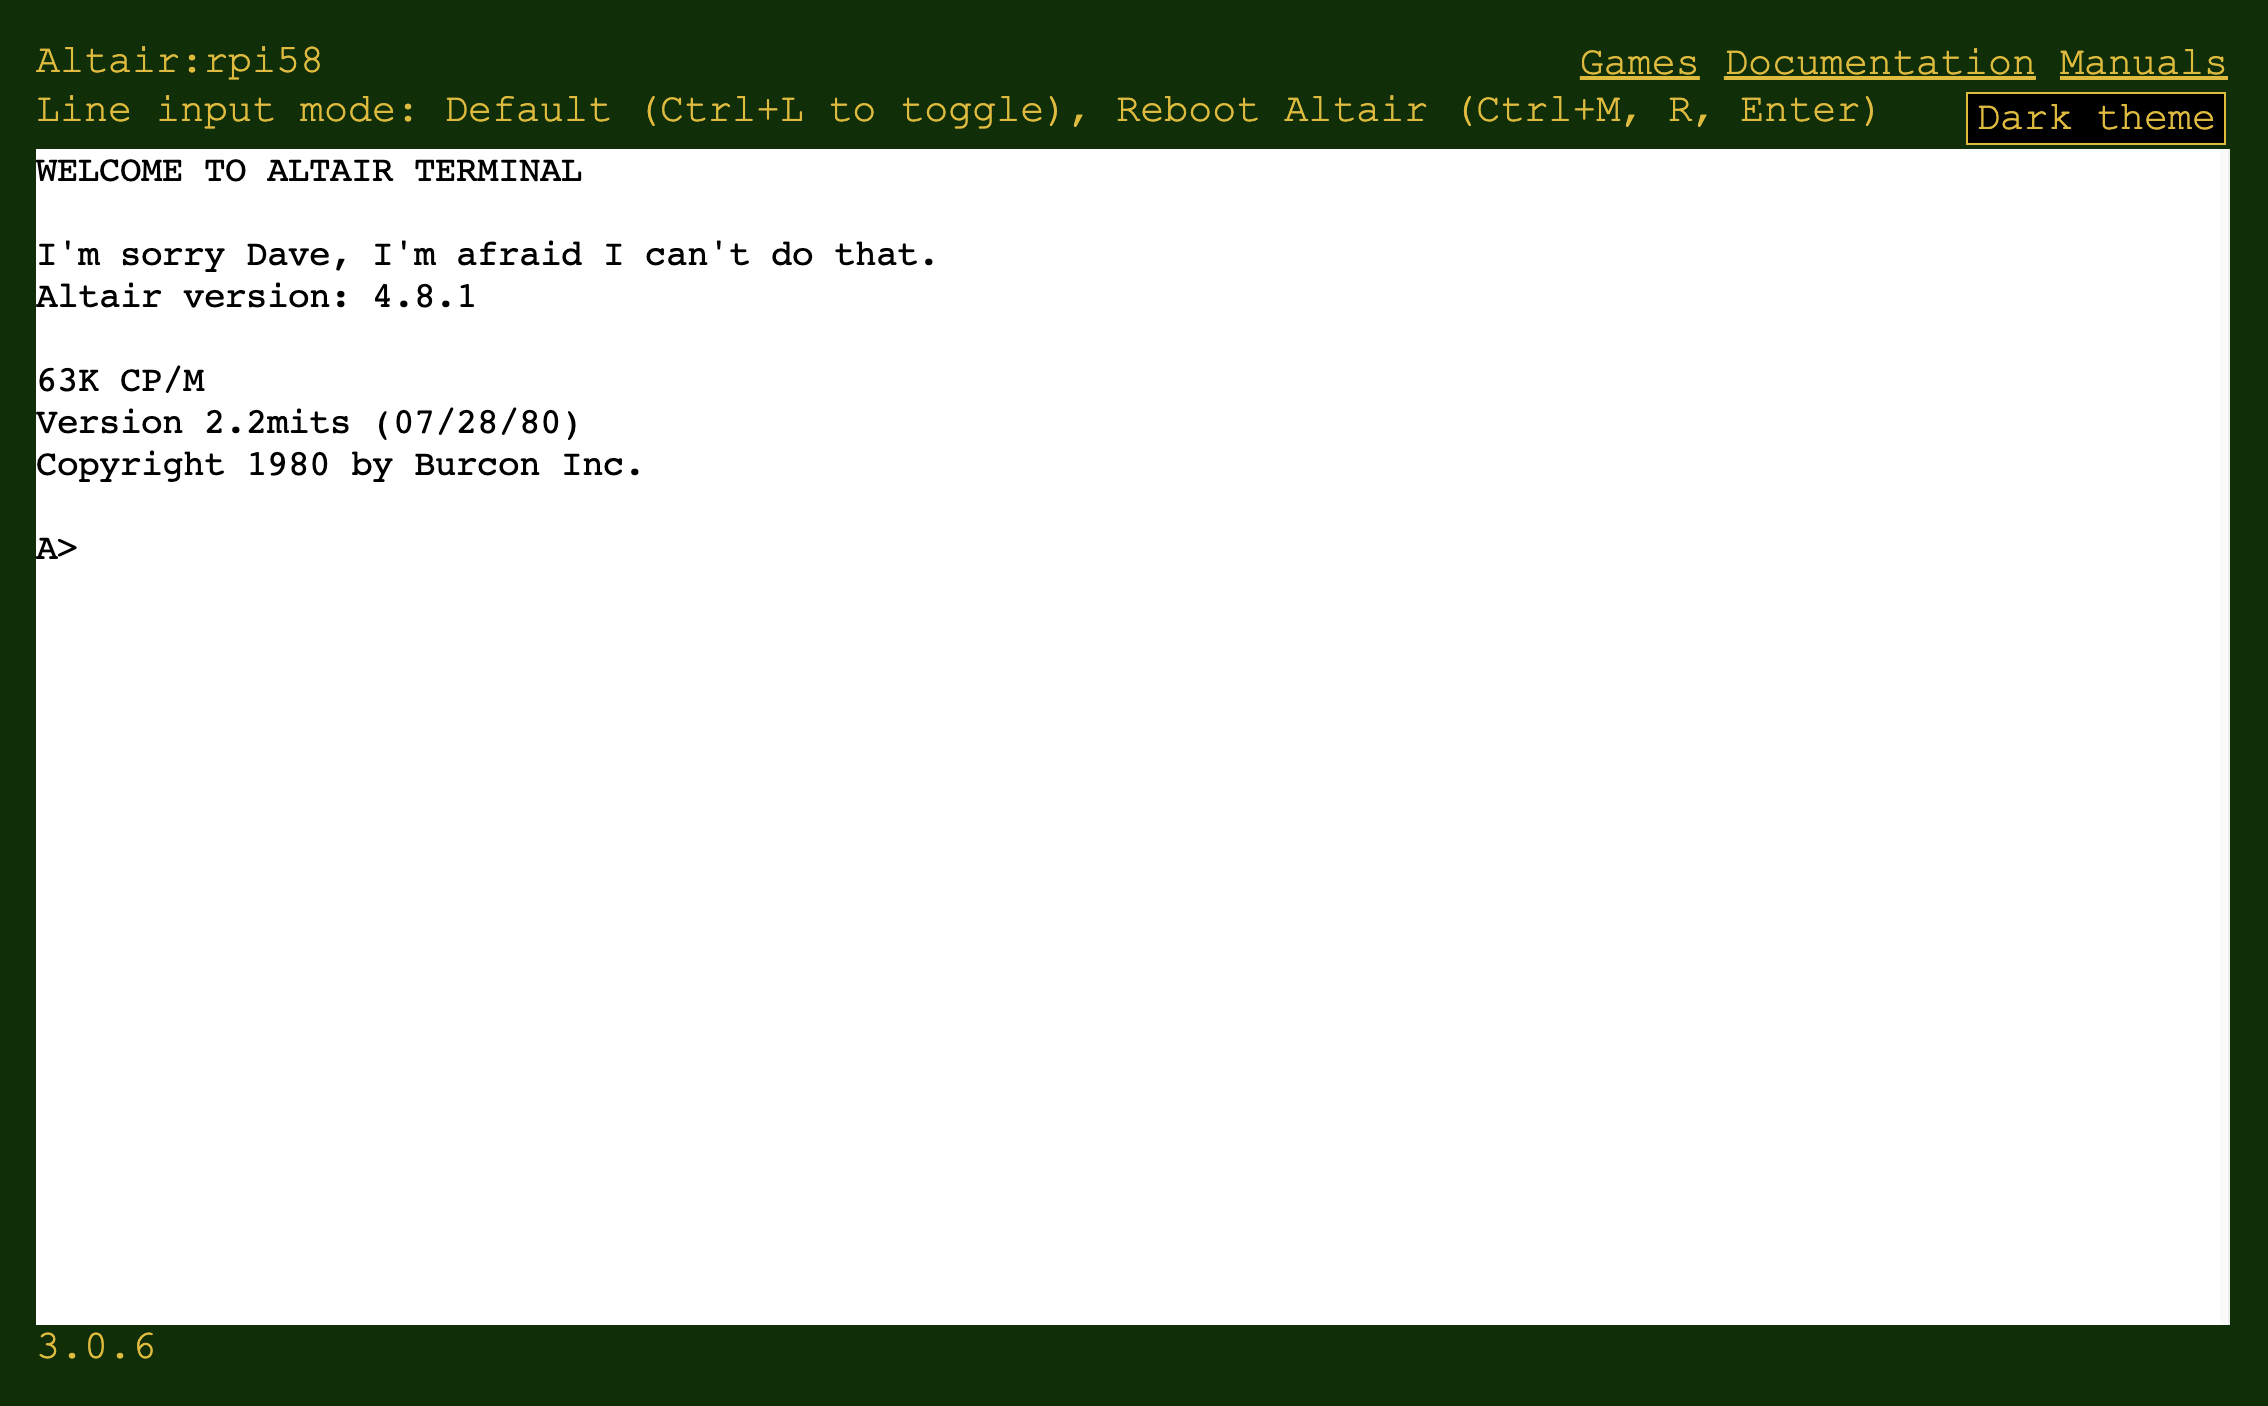 Altair:rpi58
Games Documentation Manuals
Line input mode: Default (Ctrl+L to toggle), Reboot Altair (Ctrl+M, R, Enter)
Dark theme
WELCOME TO ALTAIR TERMINAL
I'm sorry Dave, I'm afraid I can't do that.
Altair version: 4.8.1
63K CP/M
Version 2.2mits (07/28/80)
Copyright 1980 by Burcon Inc.
A>
3.0.6